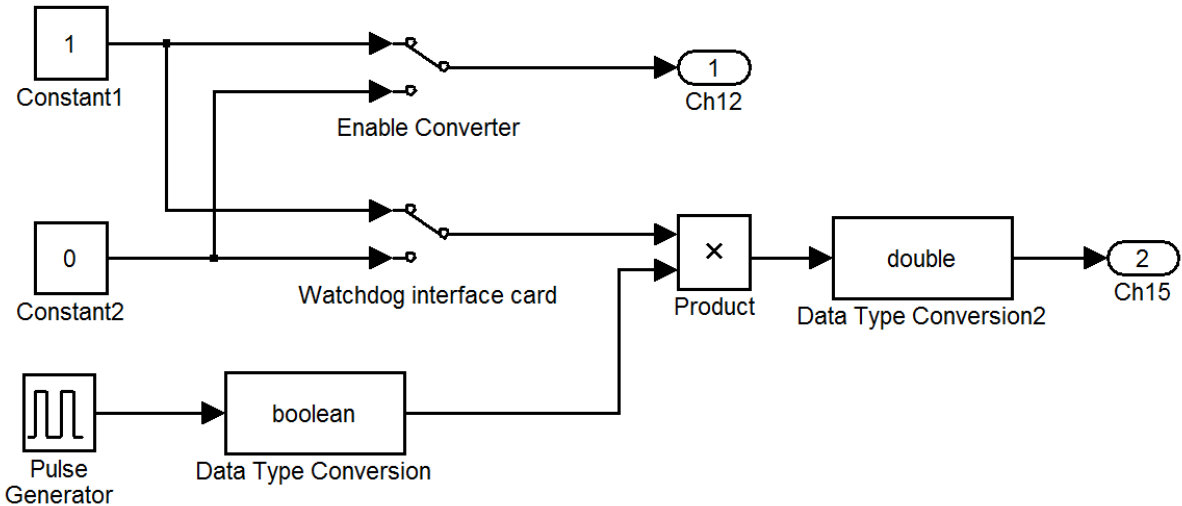 1
Constant1
Enable Converter
1
Ch12
0
Constant2
Watchdog interface card
×
Product
double
Data Type Conversion2
2
Ch15
Pulse
Generator
boolean
Data Type Conversion